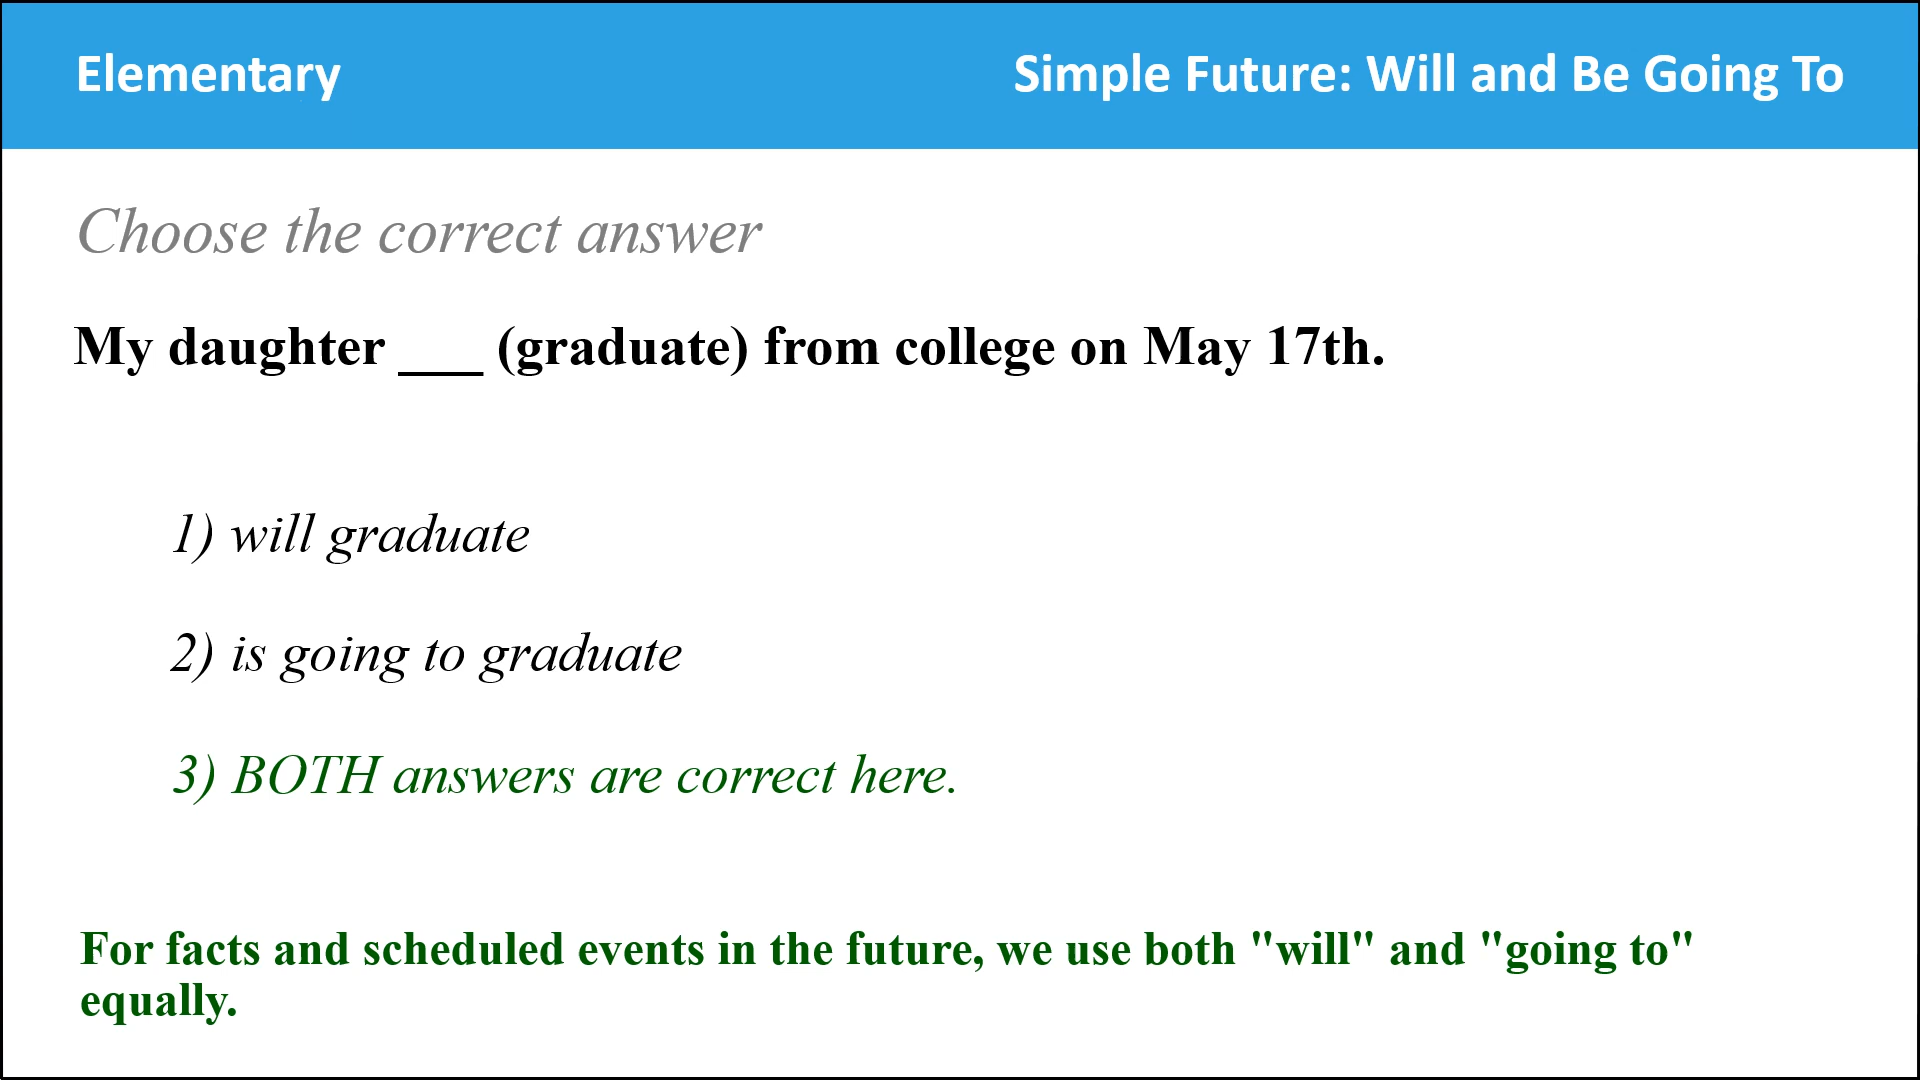 Elementary
Simple Future: Will and Be Going To
Choose the correct answer
My daughter ___ (graduate) from college on May 17th.
1) will graduate
2) is going to graduate
3) BOTH answers are correct here.
For facts and scheduled events in the future, we use both "will" and "going to"
equally.